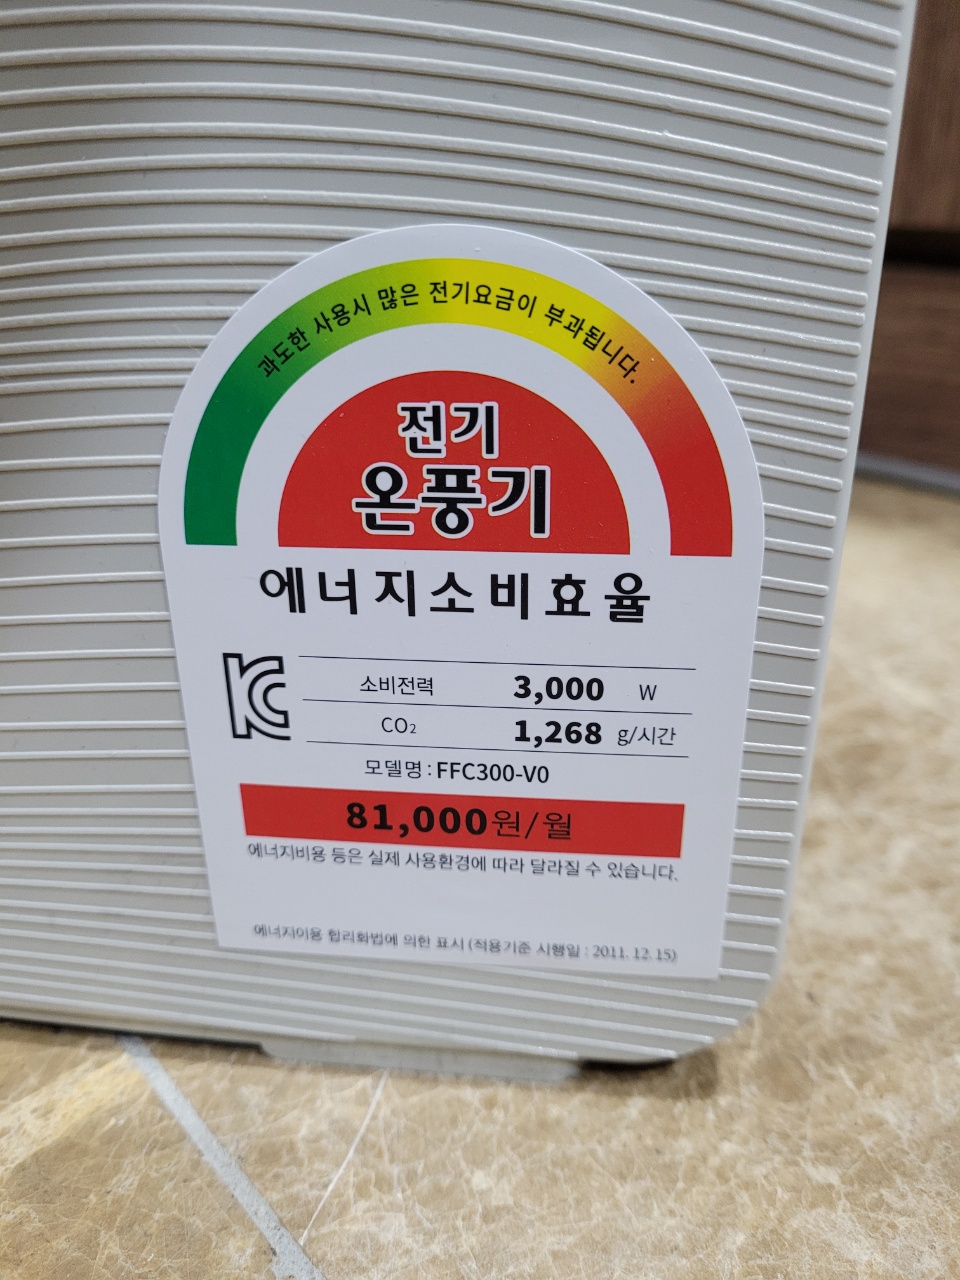 과도한 사용시 많은 전기요금이 부과됩니다.
전기
온풍기
에너지소비효율
KC
소비전력 3,000 W
CO₂ 1,268 g/시간
모델명 : FFC300-V0
81,000원/월
에너지비용 등은 실제 사용환경에 따라 달라질 수 있습니다.
에너지이용 합리화법에 의한 표시 (적용기준 시행일 : 2011. 12. 15)